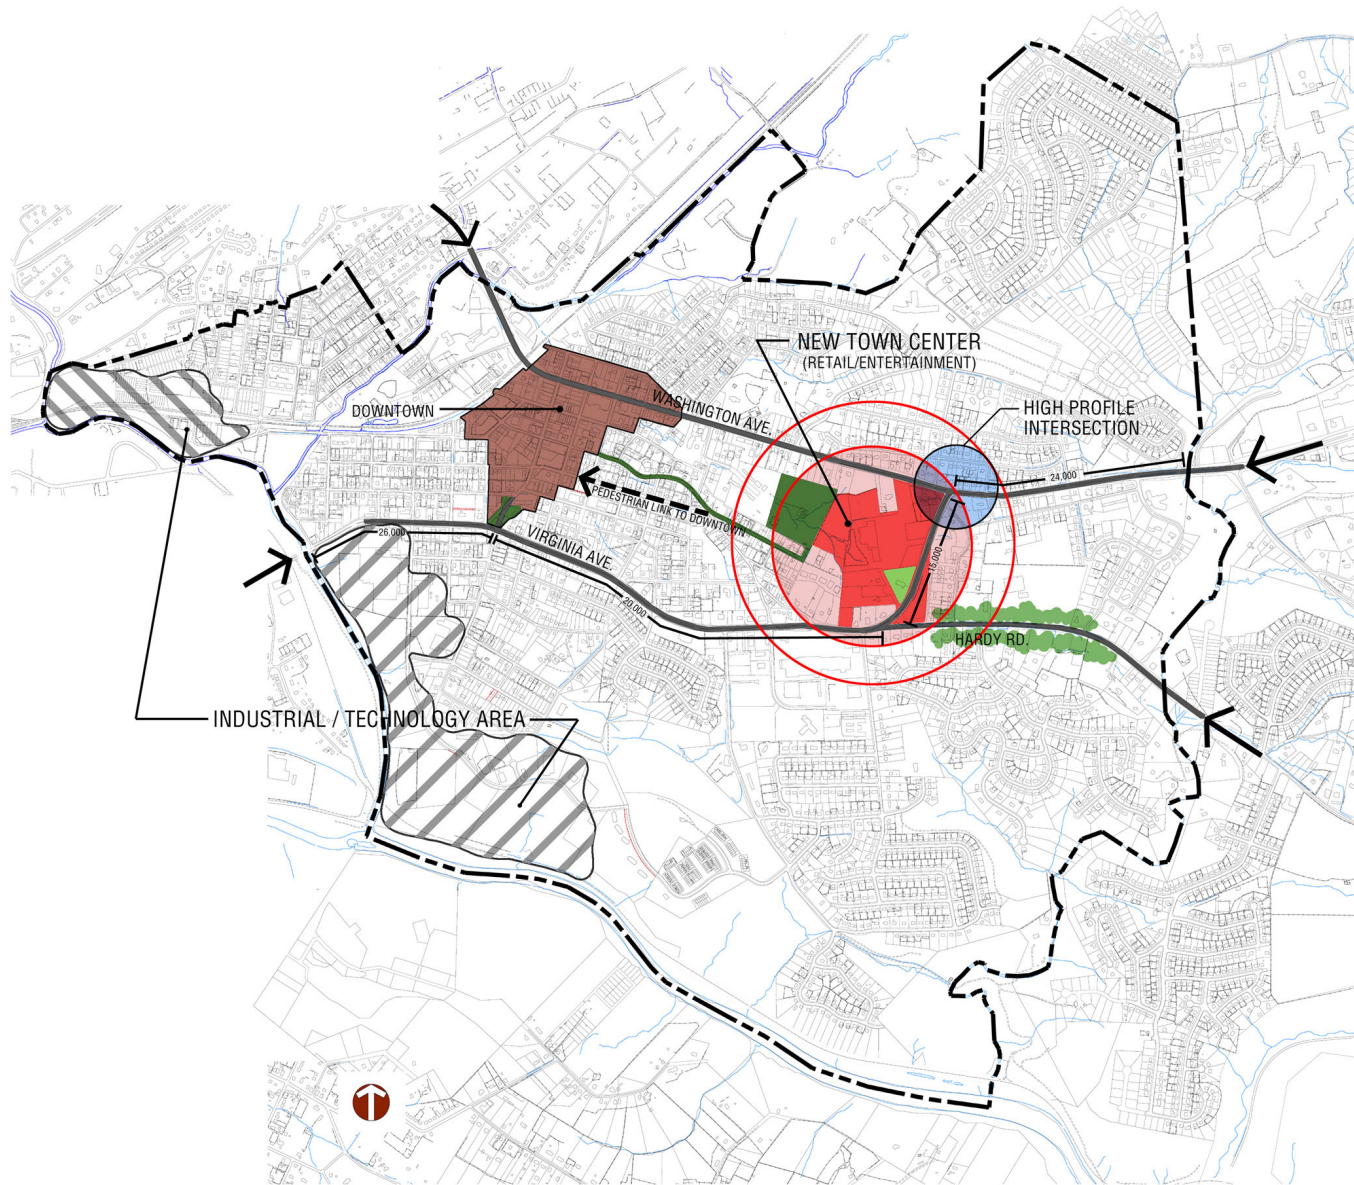 NEW TOWN CENTER
(RETAIL/ENTERTAINMENT)
DOWNTOWN
WASHINGTON AVE.
HIGH PROFILE
INTERSECTION
24,000
PEDESTRIAN LINK TO DOWNTOWN
26,000
VIRGINIA AVE.
15,000
20,000
HARDY RD.
INDUSTRIAL / TECHNOLOGY AREA